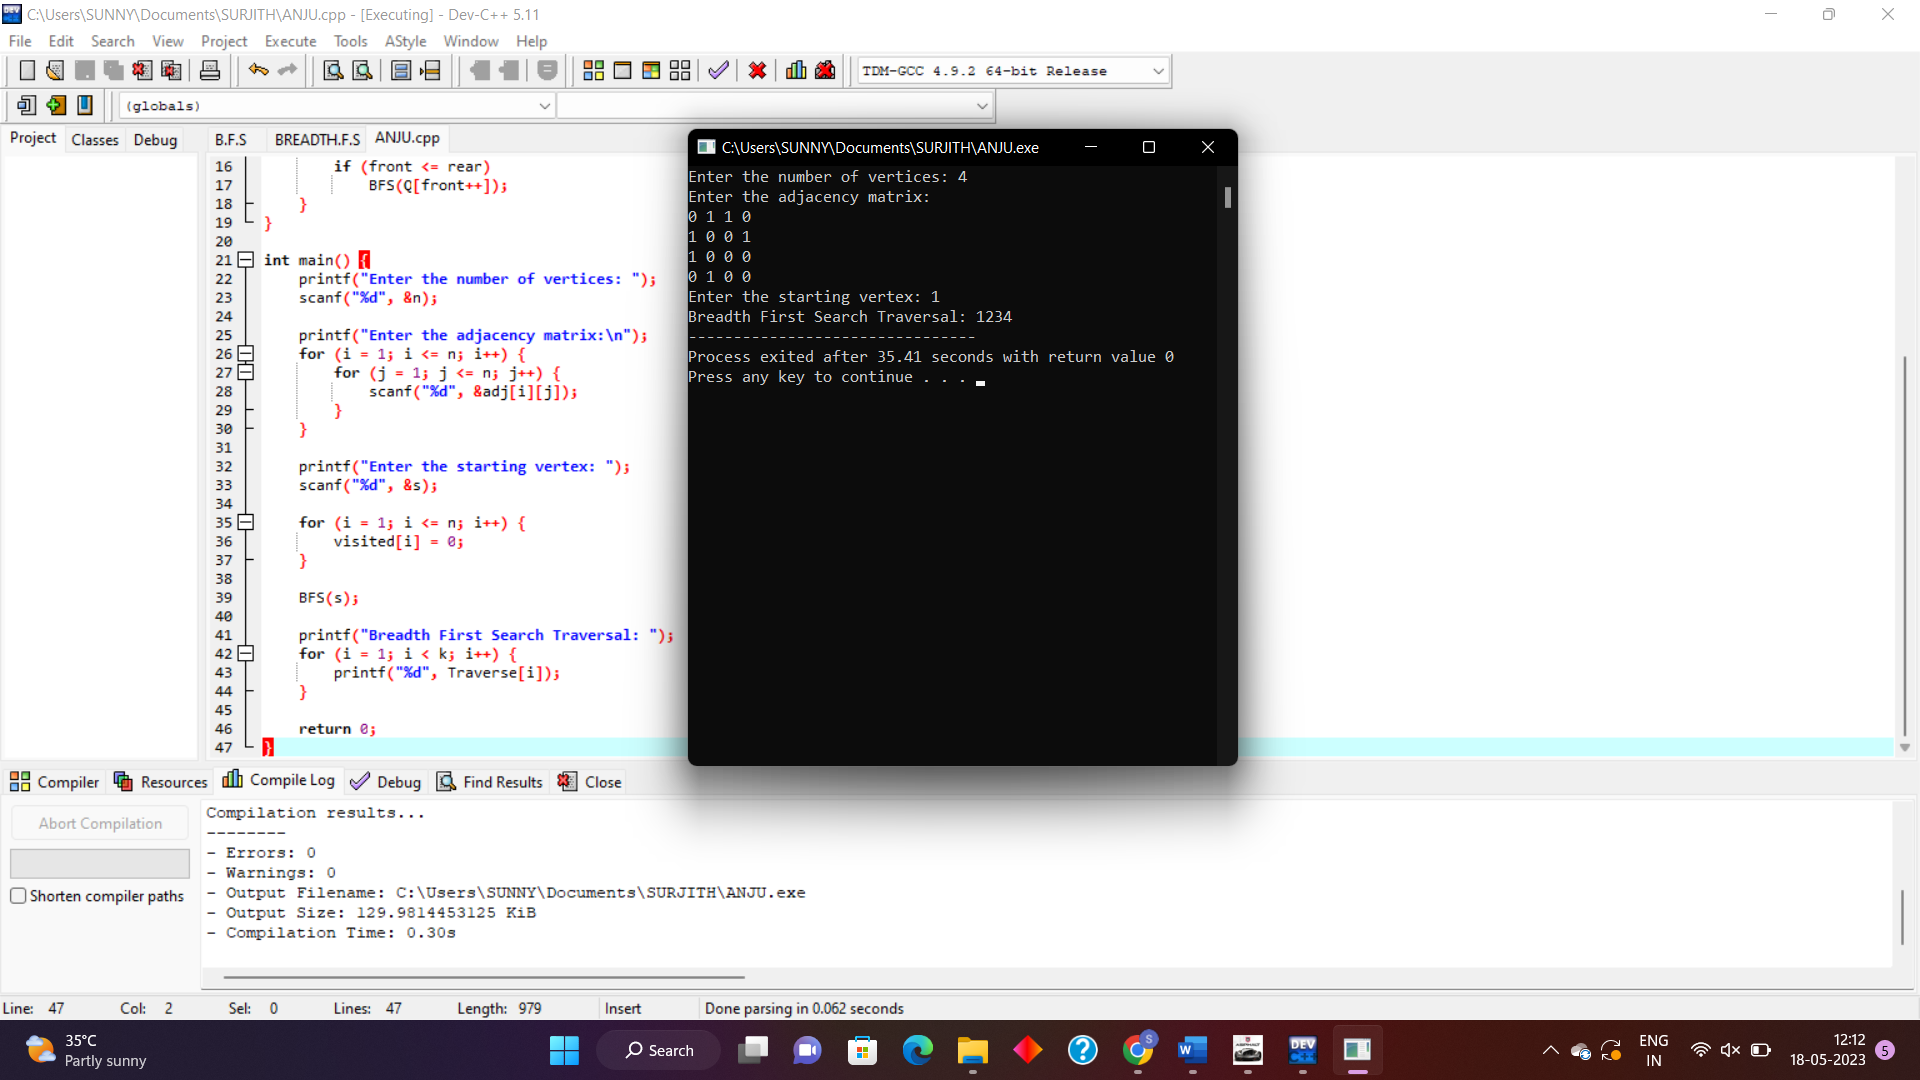 C:\Users\SUNNY\Documents\SURJITH\ANJU.cpp - [Executing] - Dev-C++ 5.11
File Edit Search View Project Execute Tools AStyle Window Help
TDM-GCC 4.9.2 64-bit Release
(globals)
Project Classes Debug
B.F.S BREADTH.F.S ANJU.cpp
16 if (front <= rear)
17 BFS(Q[front++]);
18 }
19 }
20
21 int main() {
22 printf("Enter the number of vertices: ");
23 scanf("%d", &n);
24
25 printf("Enter the adjacency matrix:\n");
26 for (i = 1; i <= n; i++) {
27 for (j = 1; j <= n; j++) {
28 scanf("%d", &adj[i][j]);
29 }
30 }
31
32 printf("Enter the starting vertex: ");
33 scanf("%d", &s);
34
35 for (i = 1; i <= n; i++) {
36 visited[i] = 0;
37 }
38
39 BFS(s);
40
41 printf("Breadth First Search Traversal: ");
42 for (i = 1; i < k; i++) {
43 printf("%d", Traverse[i]);
44 }
45
46 return 0;
47 }
C:\Users\SUNNY\Documents\SURJITH\ANJU.exe
Enter the number of vertices: 4
Enter the adjacency matrix:
0 1 1 0
1 0 0 1
1 0 0 0
0 1 0 0
Enter the starting vertex: 1
Breadth First Search Traversal: 1234
--------------------------------
Process exited after 35.41 seconds with return value 0
Press any key to continue . . .
Compiler Resources Compile Log Debug Find Results Close
Abort Compilation
Shorten compiler paths
Compilation results...
--------
- Errors: 0
- Warnings: 0
- Output Filename: C:\Users\SUNNY\Documents\SURJITH\ANJU.exe
- Output Size: 129.9814453125 KiB
- Compilation Time: 0.30s
Line: 47 Col: 2 Sel: 0 Lines: 47 Length: 979 Insert Done parsing in 0.062 seconds
35°C
Partly sunny
Search
ENG
IN
12:12
18-05-2023
5